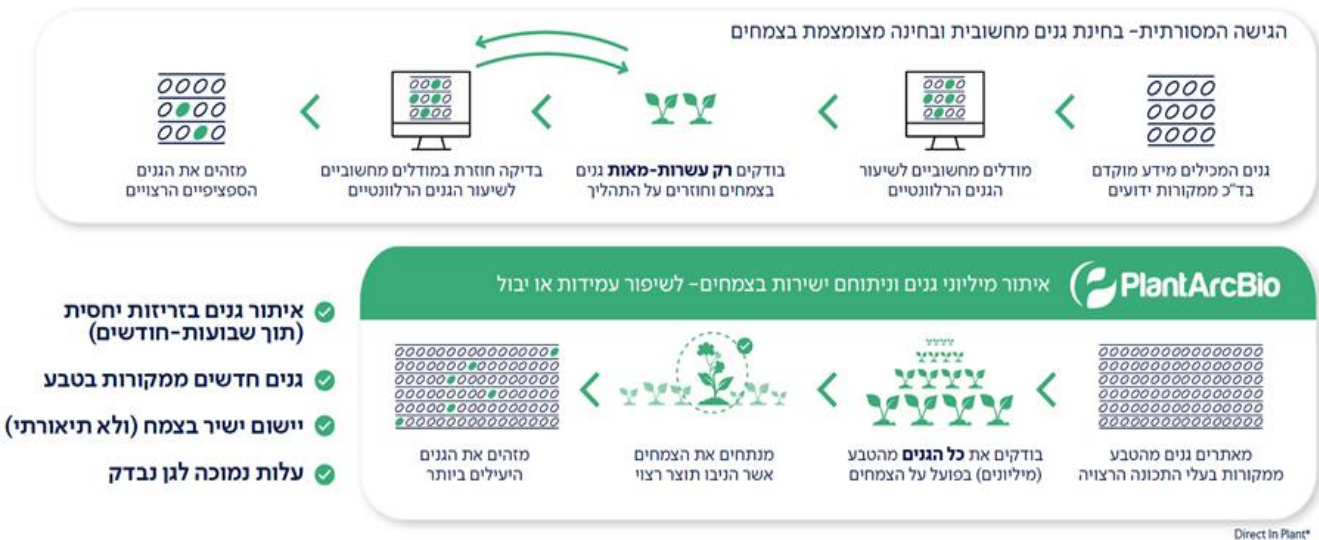 הגישה המסורתית- בחינת גנים מחשובית ובחינה מצומצמת בצמחים
גנים המכילים מידע מוקדם
בד"כ ממקורות ידועים
מודלים מחשוביים לשיעור
הגנים הרלוונטיים
בודקים רק עשרות-מאות גנים
בצמחים וחוזרים על התהליך
בדיקה חוזרת במודלים מחשוביים
לשיעור הגנים הרלוונטיים
מזהים את הגנים
הספציפיים הרצויים
PlantArcBio
איתור מיליוני גנים וניתוחם ישירות בצמחים- לשיפור עמידות או יבול
מאתרים גנים מהטבע
ממקורות בעלי התכונה הרצויה
בודקים את כל הגנים מהטבע
(מיליונים) בפועל על הצמחים
מנתחים את הצמחים
אשר הניבו תוצר רצוי
מזהים את הגנים
היעילים ביותר
איתור גנים בזריזות יחסית
(תוך שבועות-חודשים)
גנים חדשים ממקורות בטבע
יישום ישיר בצמח (ולא תיאורתי)
עלות נמוכה לגן נבדק
Direct In Plant*